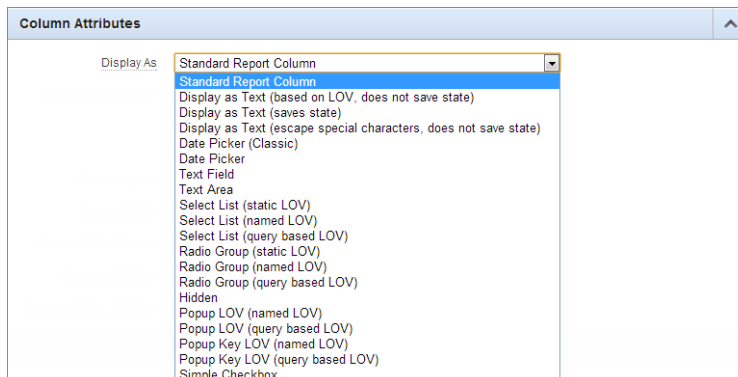 Column Attributes
Display As
Standard Report Column
Standard Report Column
Display as Text (based on LOV, does not save state)
Display as Text (saves state)
Display as Text (escape special characters, does not save state)
Date Picker (Classic)
Date Picker
Text Field
Text Area
Select List (static LOV)
Select List (named LOV)
Select List (query based LOV)
Radio Group (static LOV)
Radio Group (named LOV)
Radio Group (query based LOV)
Hidden
Popup LOV (named LOV)
Popup LOV (query based LOV)
Popup Key LOV (named LOV)
Popup Key LOV (query based LOV)
Simple Checkbox